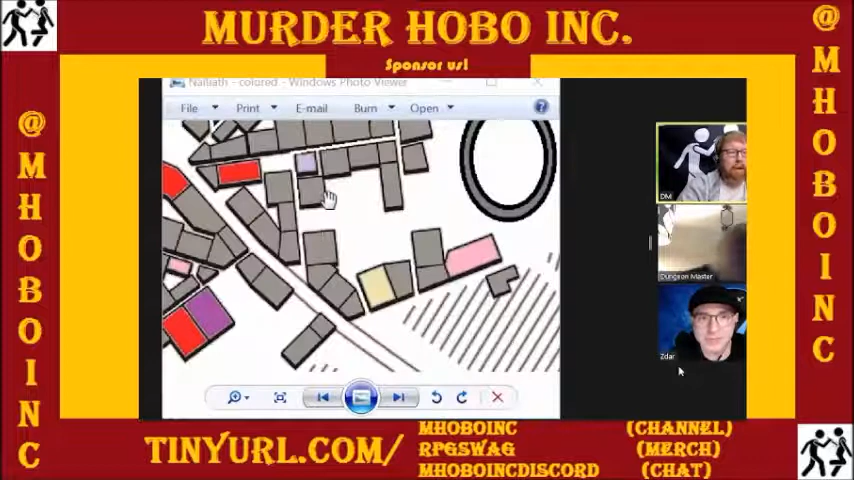 MURDER HOBO INC.
Sponsor us!
@MHOBOINC
Nailiath - colored - Windows Photo Viewer
File Print E-mail Burn Open
DM
Dungeon Master
Zdar
@MHOBOINC
TINYURL.COM/
MHOBOINC (CHANNEL)
RPGSWAG (MERCH)
MHOBOINCDISCORD (CHAT)